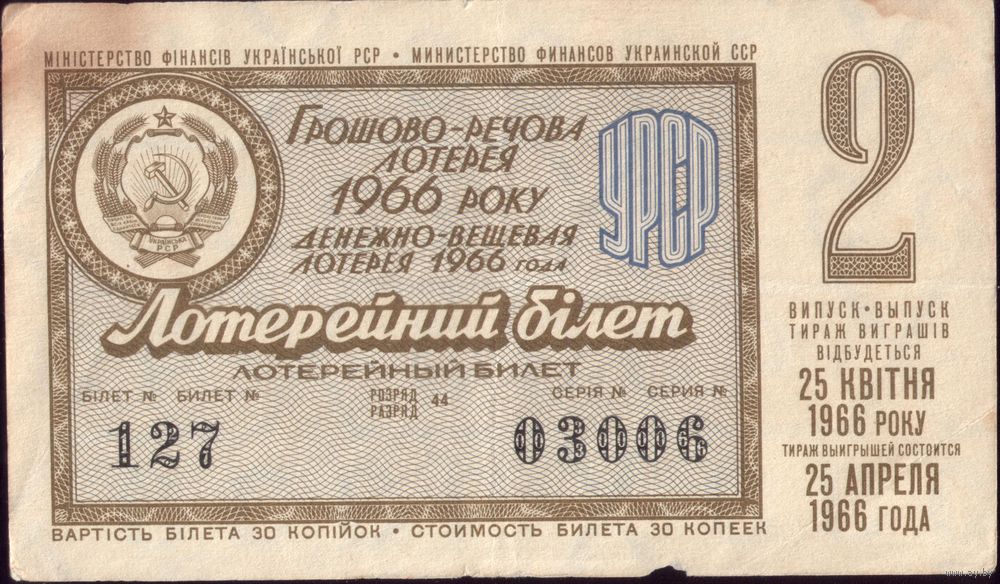 МІНІСТЕРСТВО ФІНАНСІВ УКРАЇНСЬКОЇ РСР • МИНИСТЕРСТВО ФИНАНСОВ УКРАИНСКОЙ ССР
ГРОШОВО-РЕЧОВА
ЛОТЕРЕЯ
1966 РОКУ
ДЕНЕЖНО-ВЕЩЕВАЯ
ЛОТЕРЕЯ 1966 ГОДА
УРСР
УКРАЇНСЬКА
РСР
Лотерейний білет
ЛОТЕРЕЙНЫЙ БИЛЕТ
БІЛЕТ № БИЛЕТ №
РОЗРЯД
РАЗРЯД 44
СЕРІЯ № СЕРИЯ №
127
03006
ВАРТІСТЬ БІЛЕТА 30 КОПІЙОК • СТОИМОСТЬ БИЛЕТА 30 КОПЕЕК
2
ВИПУСК • ВЫПУСК
ТИРАЖ ВИГРАШІВ
ВІДБУДЕТЬСЯ
25 КВІТНЯ
1966 РОКУ
ТИРАЖ ВЫИГРЫШЕЙ СОСТОИТСЯ
25 АПРЕЛЯ
1966 ГОДА